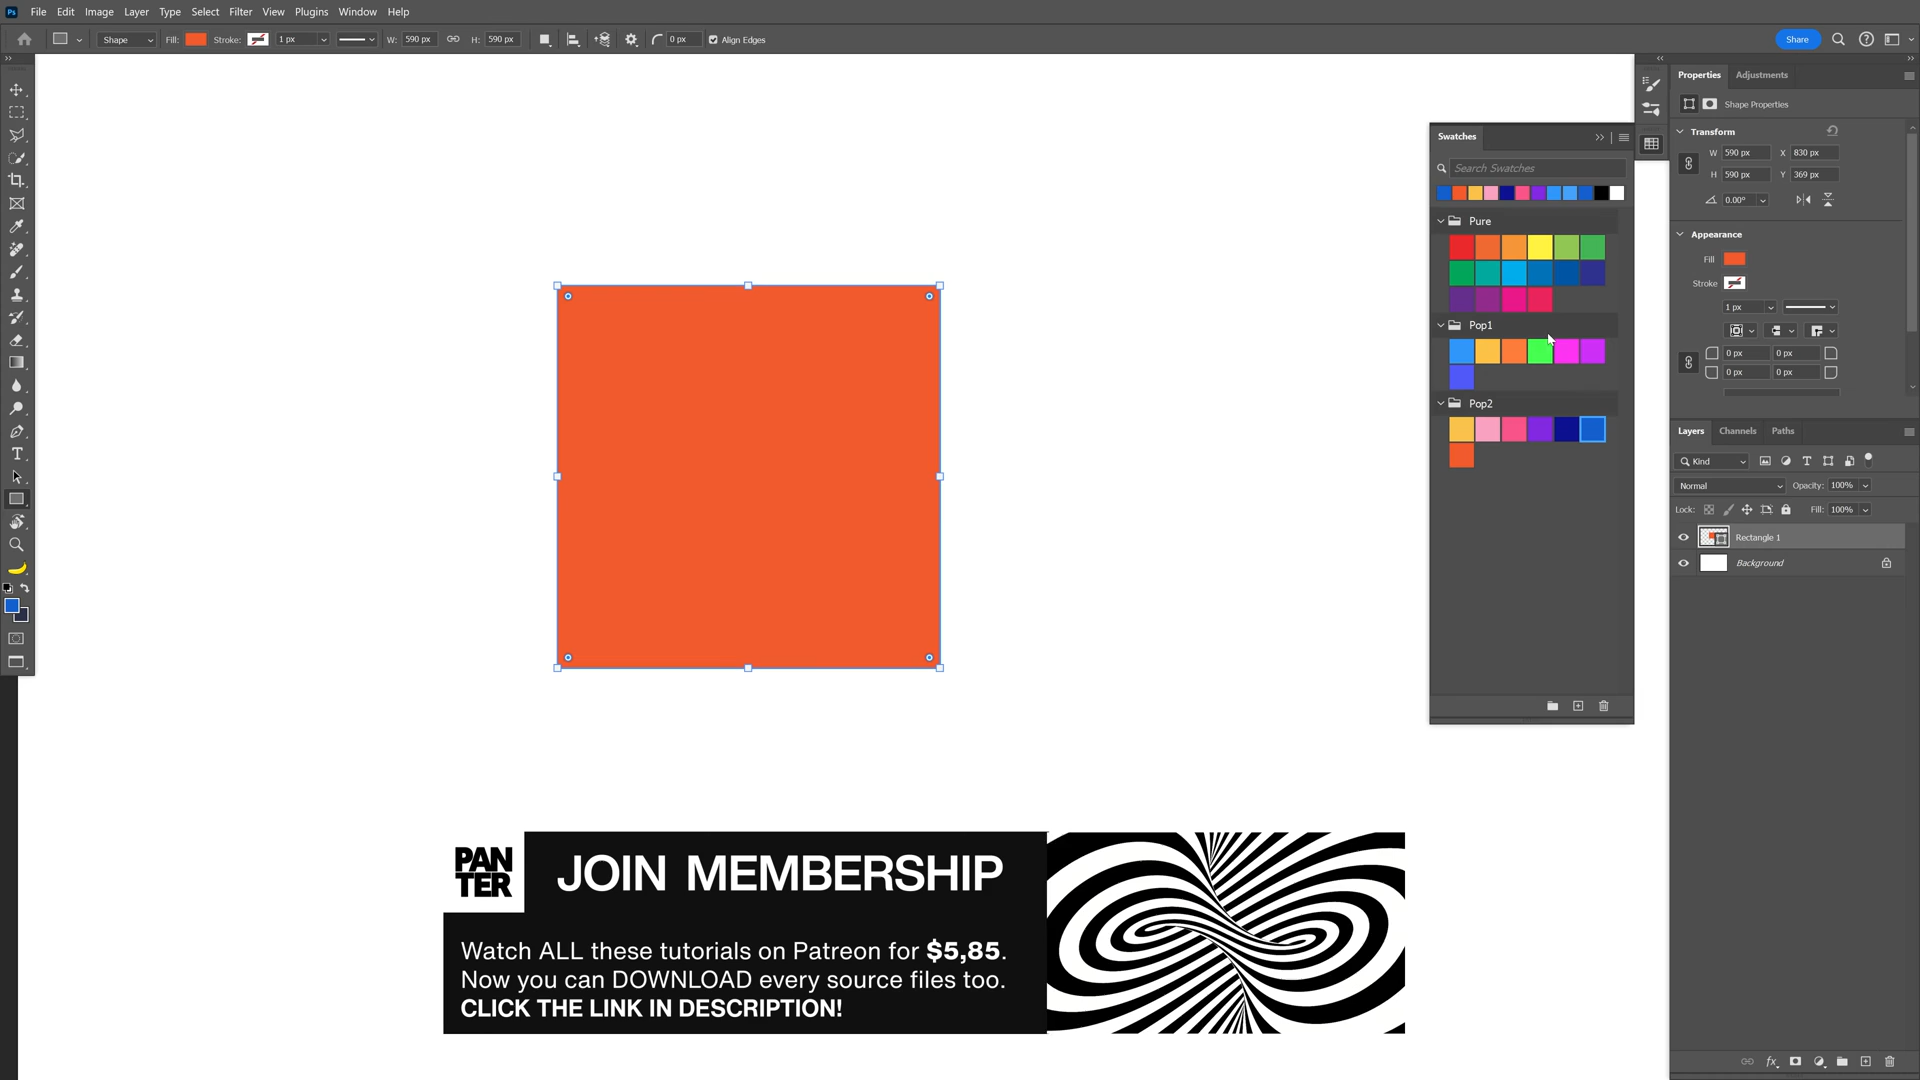 Ps File Edit Image Layer Type Select Filter View Plugins Window Help
Shape Fill: Stroke: 1 px W: 590 px H: 590 px 0 px Align Edges Share
Properties Adjustments
Shape Properties
Transform
W 590 px X 830 px
H 590 px Y 369 px
0.00°
Appearance
Fill
Stroke
1 px
0 px 0 px
0 px 0 px
Swatches
Search Swatches
Pure
Pop1
Pop2
Layers Channels Paths
Kind
Normal Opacity: 100%
Lock: Fill: 100%
Rectangle 1
Background
fx
PAN
TER
JOIN MEMBERSHIP
Watch ALL these tutorials on Patreon for $5,85.
Now you can DOWNLOAD every source files too.
CLICK THE LINK IN DESCRIPTION!